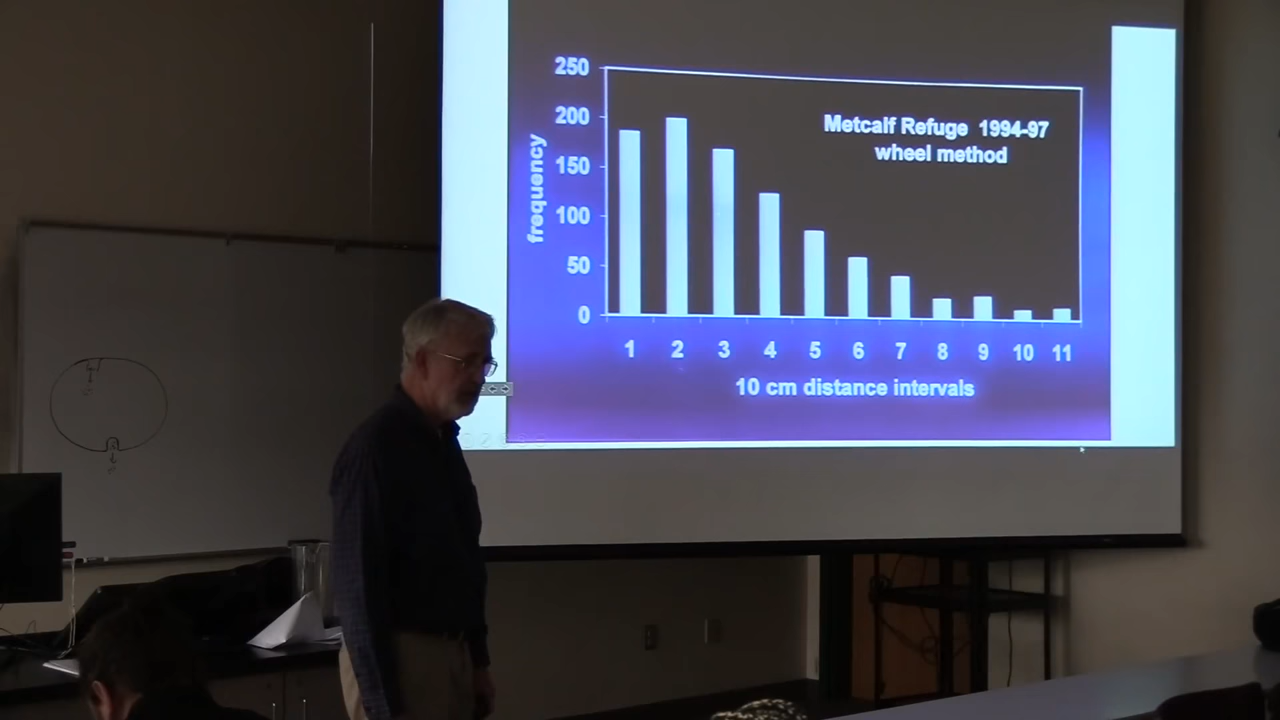 250
200
150
100
50
0
frequency
Metcalf Refuge 1994-97
wheel method
1 2 3 4 5 6 7 8 9 10 11
10 cm distance intervals